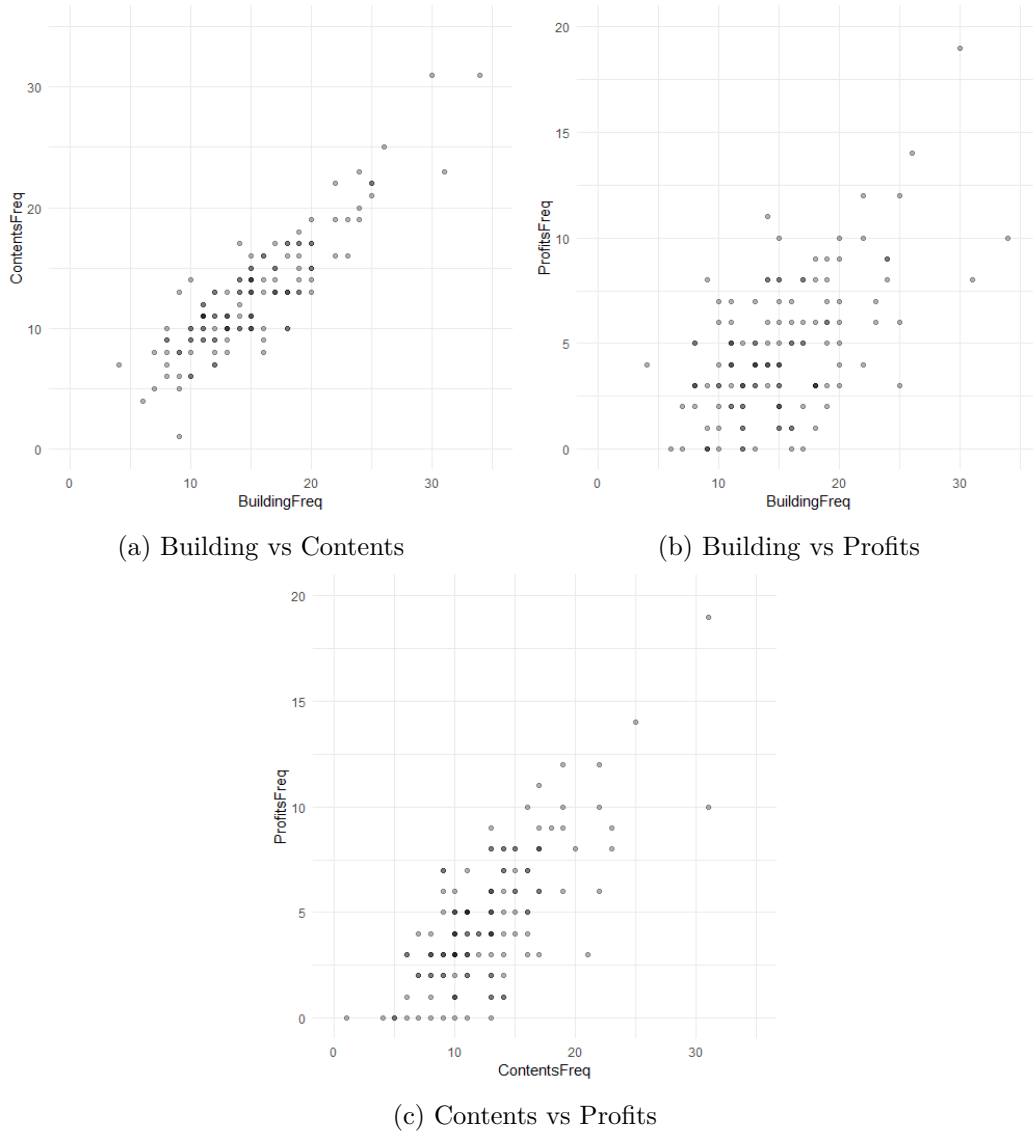 30
20
10
0
ContentsFreq
0 10 20 30
BuildingFreq
(a) Building vs Contents
20
15
10
5
0
ProfitsFreq
0 10 20 30
BuildingFreq
(b) Building vs Profits
20
15
10
5
0
ProfitsFreq
0 10 20 30
ContentsFreq
(c) Contents vs Profits